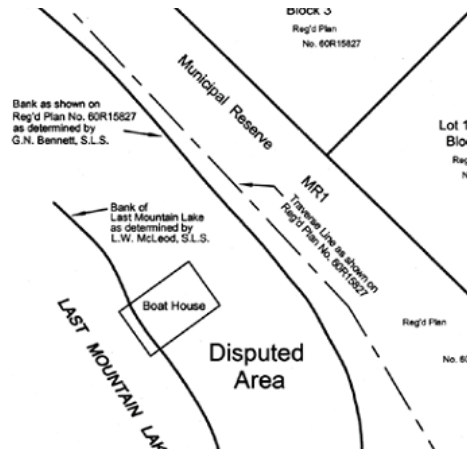 Block 3
Reg'd Plan
No. 60R15827
Municipal Reserve
MR1
Bank as shown on
Reg'd Plan No. 60R15827
as determined by
G.N. Bennett, S.L.S.
Lot 1
Traverse Line as shown on
Reg'd Plan No. 60R15827
Bank of
Last Mountain Lake
as determined by
L.W. McLeod, S.L.S.
Boat House
LAST MOUNTAIN
Disputed
Area
Reg'd Plan
No.